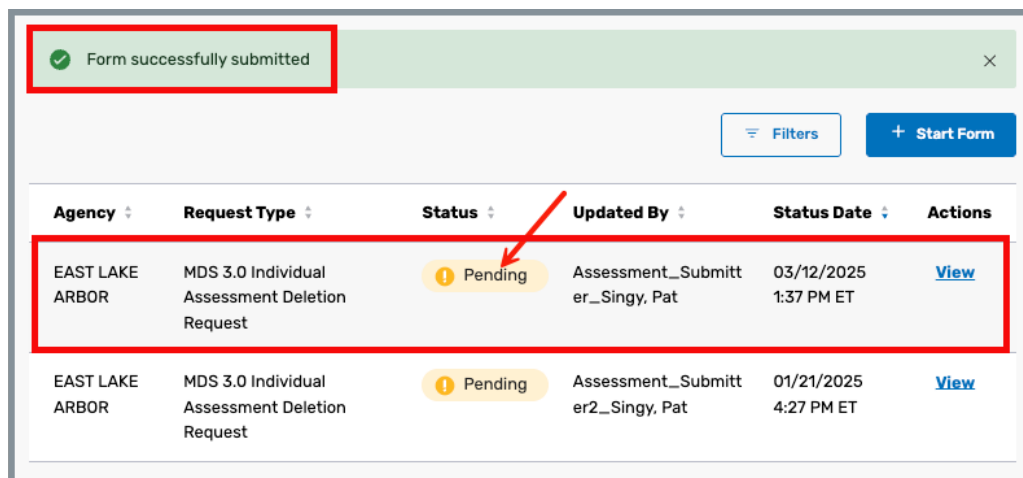 Form successfully submitted
Filters
+ Start Form
Agency Request Type Status Updated By Status Date Actions
EAST LAKE MDS 3.0 Individual Pending Assessment_Submitt 03/12/2025 View
ARBOR Assessment Deletion er_Singy, Pat 1:37 PM ET
Request
EAST LAKE MDS 3.0 Individual Pending Assessment_Submitt 01/21/2025 View
ARBOR Assessment Deletion er2_Singy, Pat 4:27 PM ET
Request